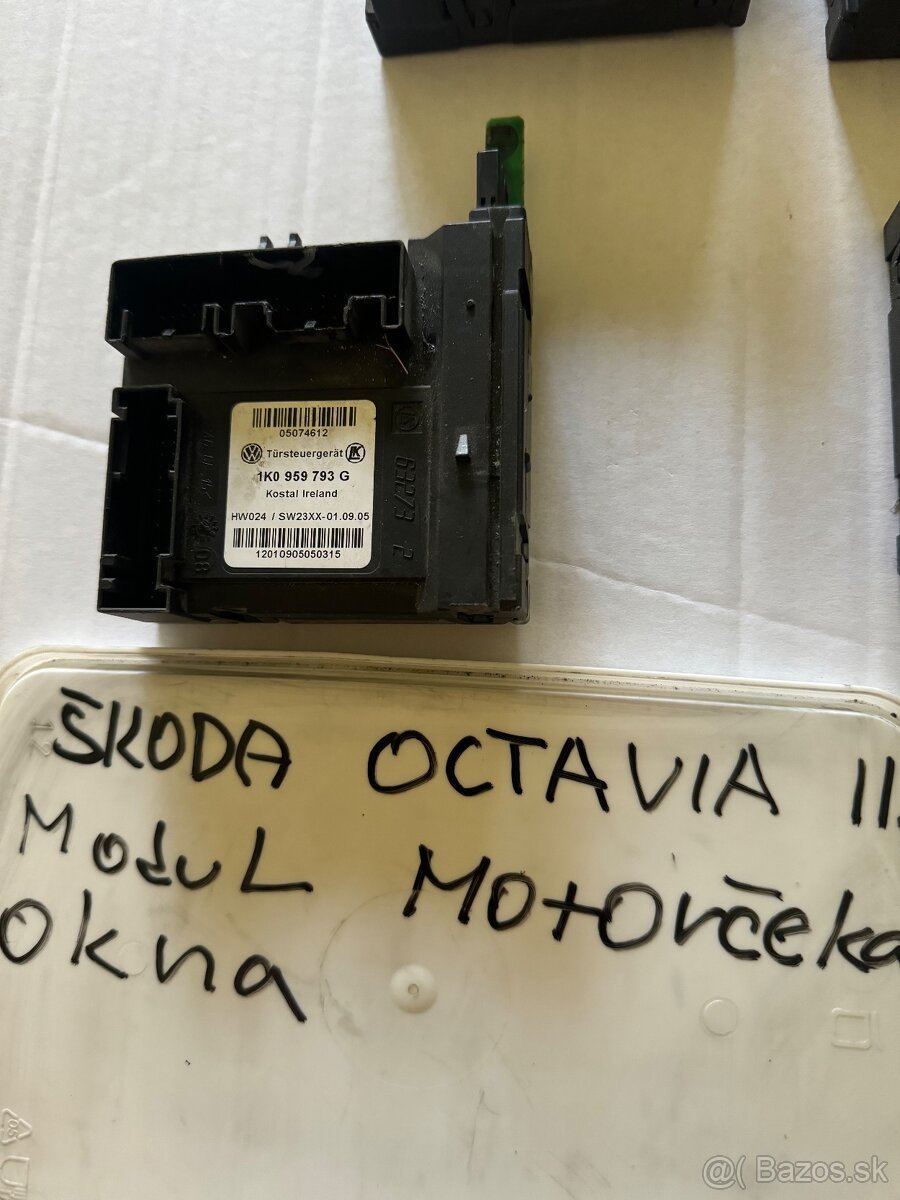 05074612
Türsteuergerät
1K0 959 793 G
Kostal Ireland
HW024 / SW23XX-01.09.05
12010905050315
ŠKODA OCTAVIA II.
Modul Motorčeka
Okna
@( Bazos.sk